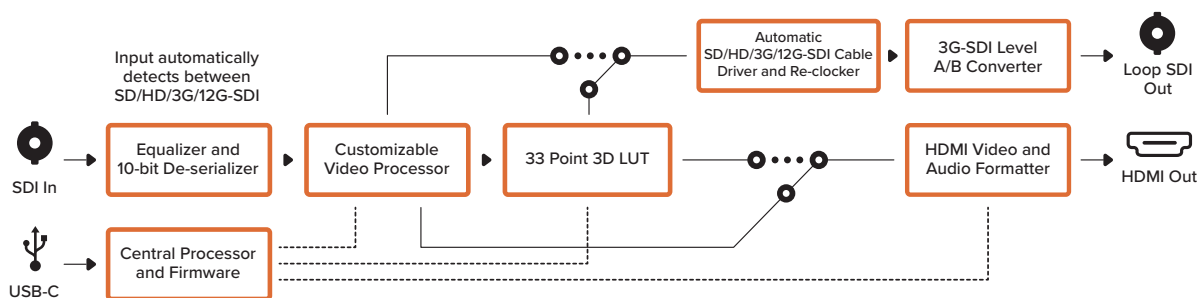 Input automatically
detects between
SD/HD/3G/12G-SDI
Automatic
SD/HD/3G/12G-SDI Cable
Driver and Re-clocker
3G-SDI Level
A/B Converter
Loop SDI
Out
SDI In
Equalizer and
10-bit De-serializer
Customizable
Video Processor
33 Point 3D LUT
HDMI Video and
Audio Formatter
HDMI Out
USB-C
Central Processor
and Firmware